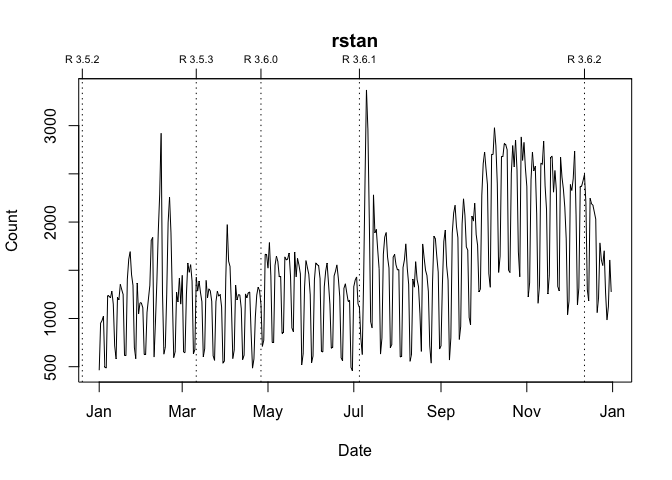 rstan
R 3.5.2 R 3.5.3 R 3.6.0 R 3.6.1 R 3.6.2
3000
2000
1000
500
Count
Jan Mar May Jul Sep Nov Jan
Date